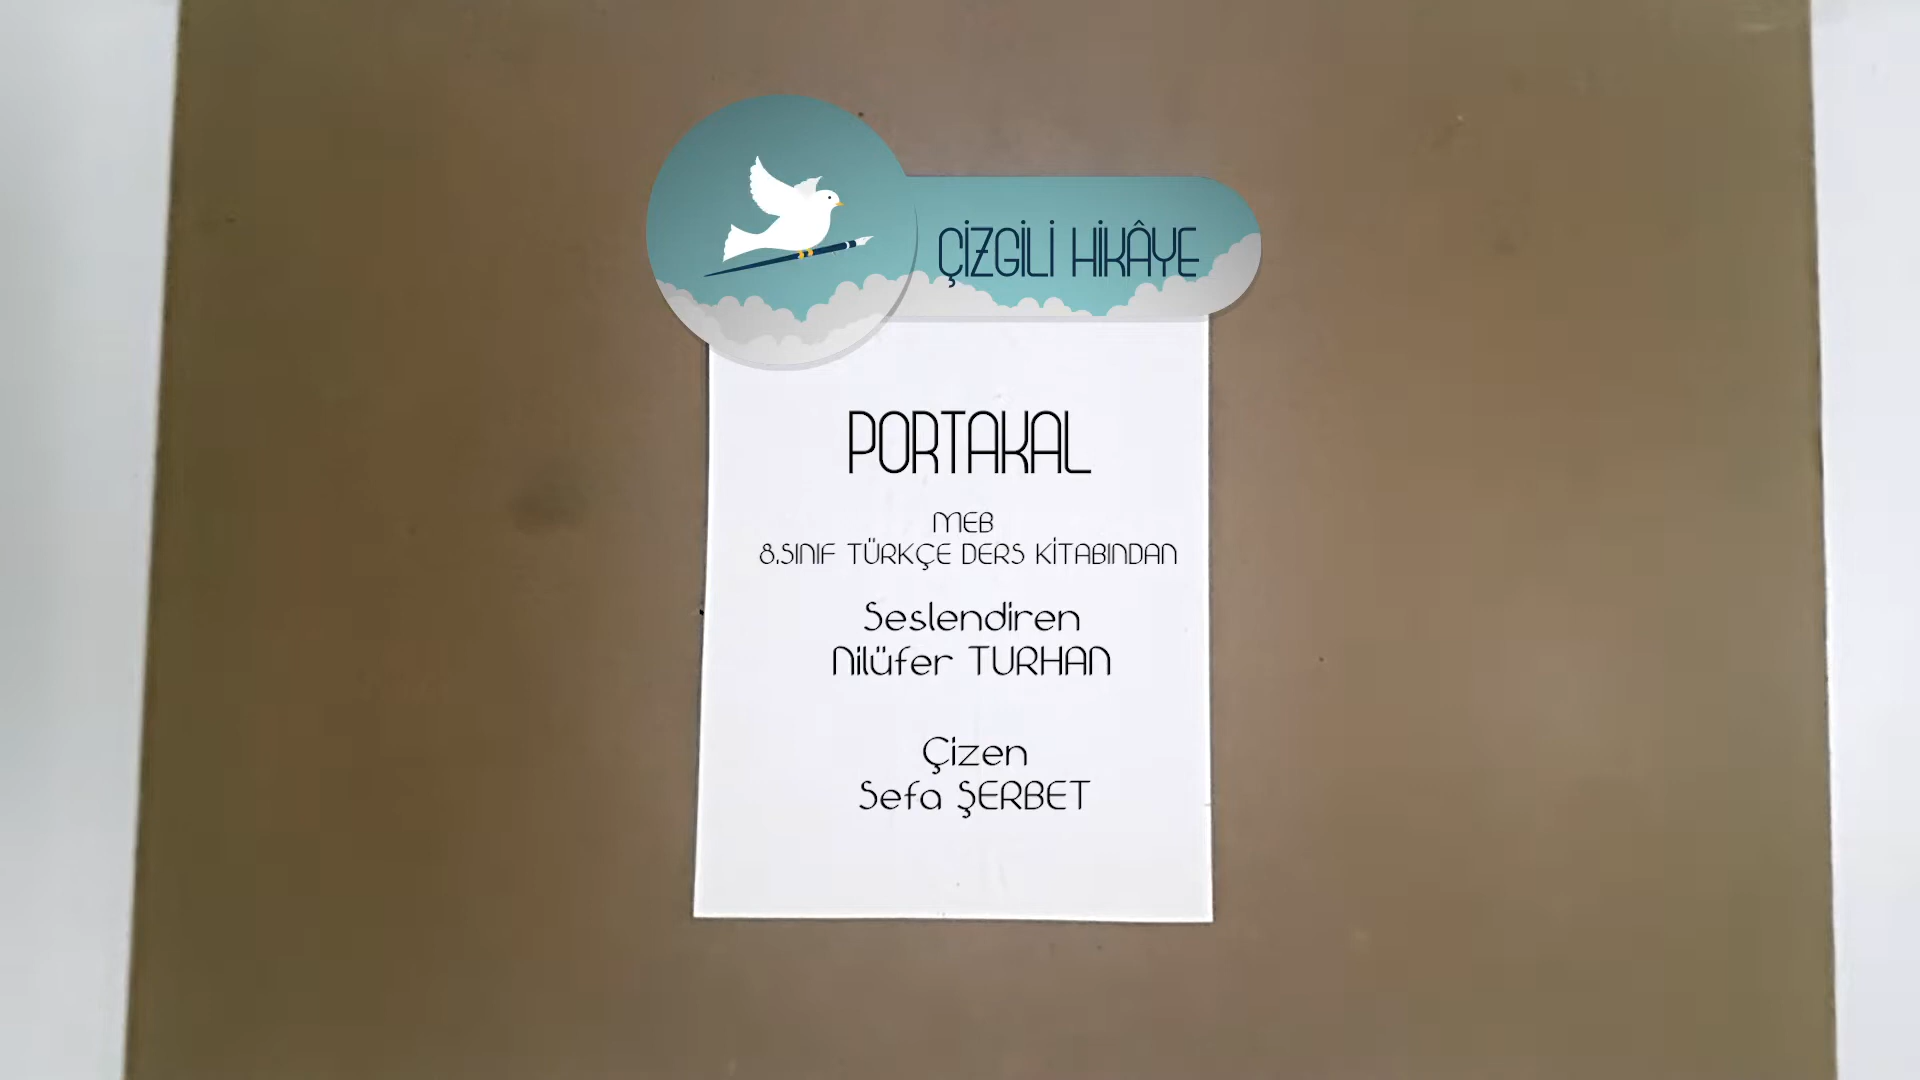 ÇİZGİLİ HİKÂYE
PORTAKAL
MEB
8.SINIF TÜRKÇE DERS KİTABINDAN
Seslendiren
Nilüfer TURHAN
Çizen
Sefa ŞERBET